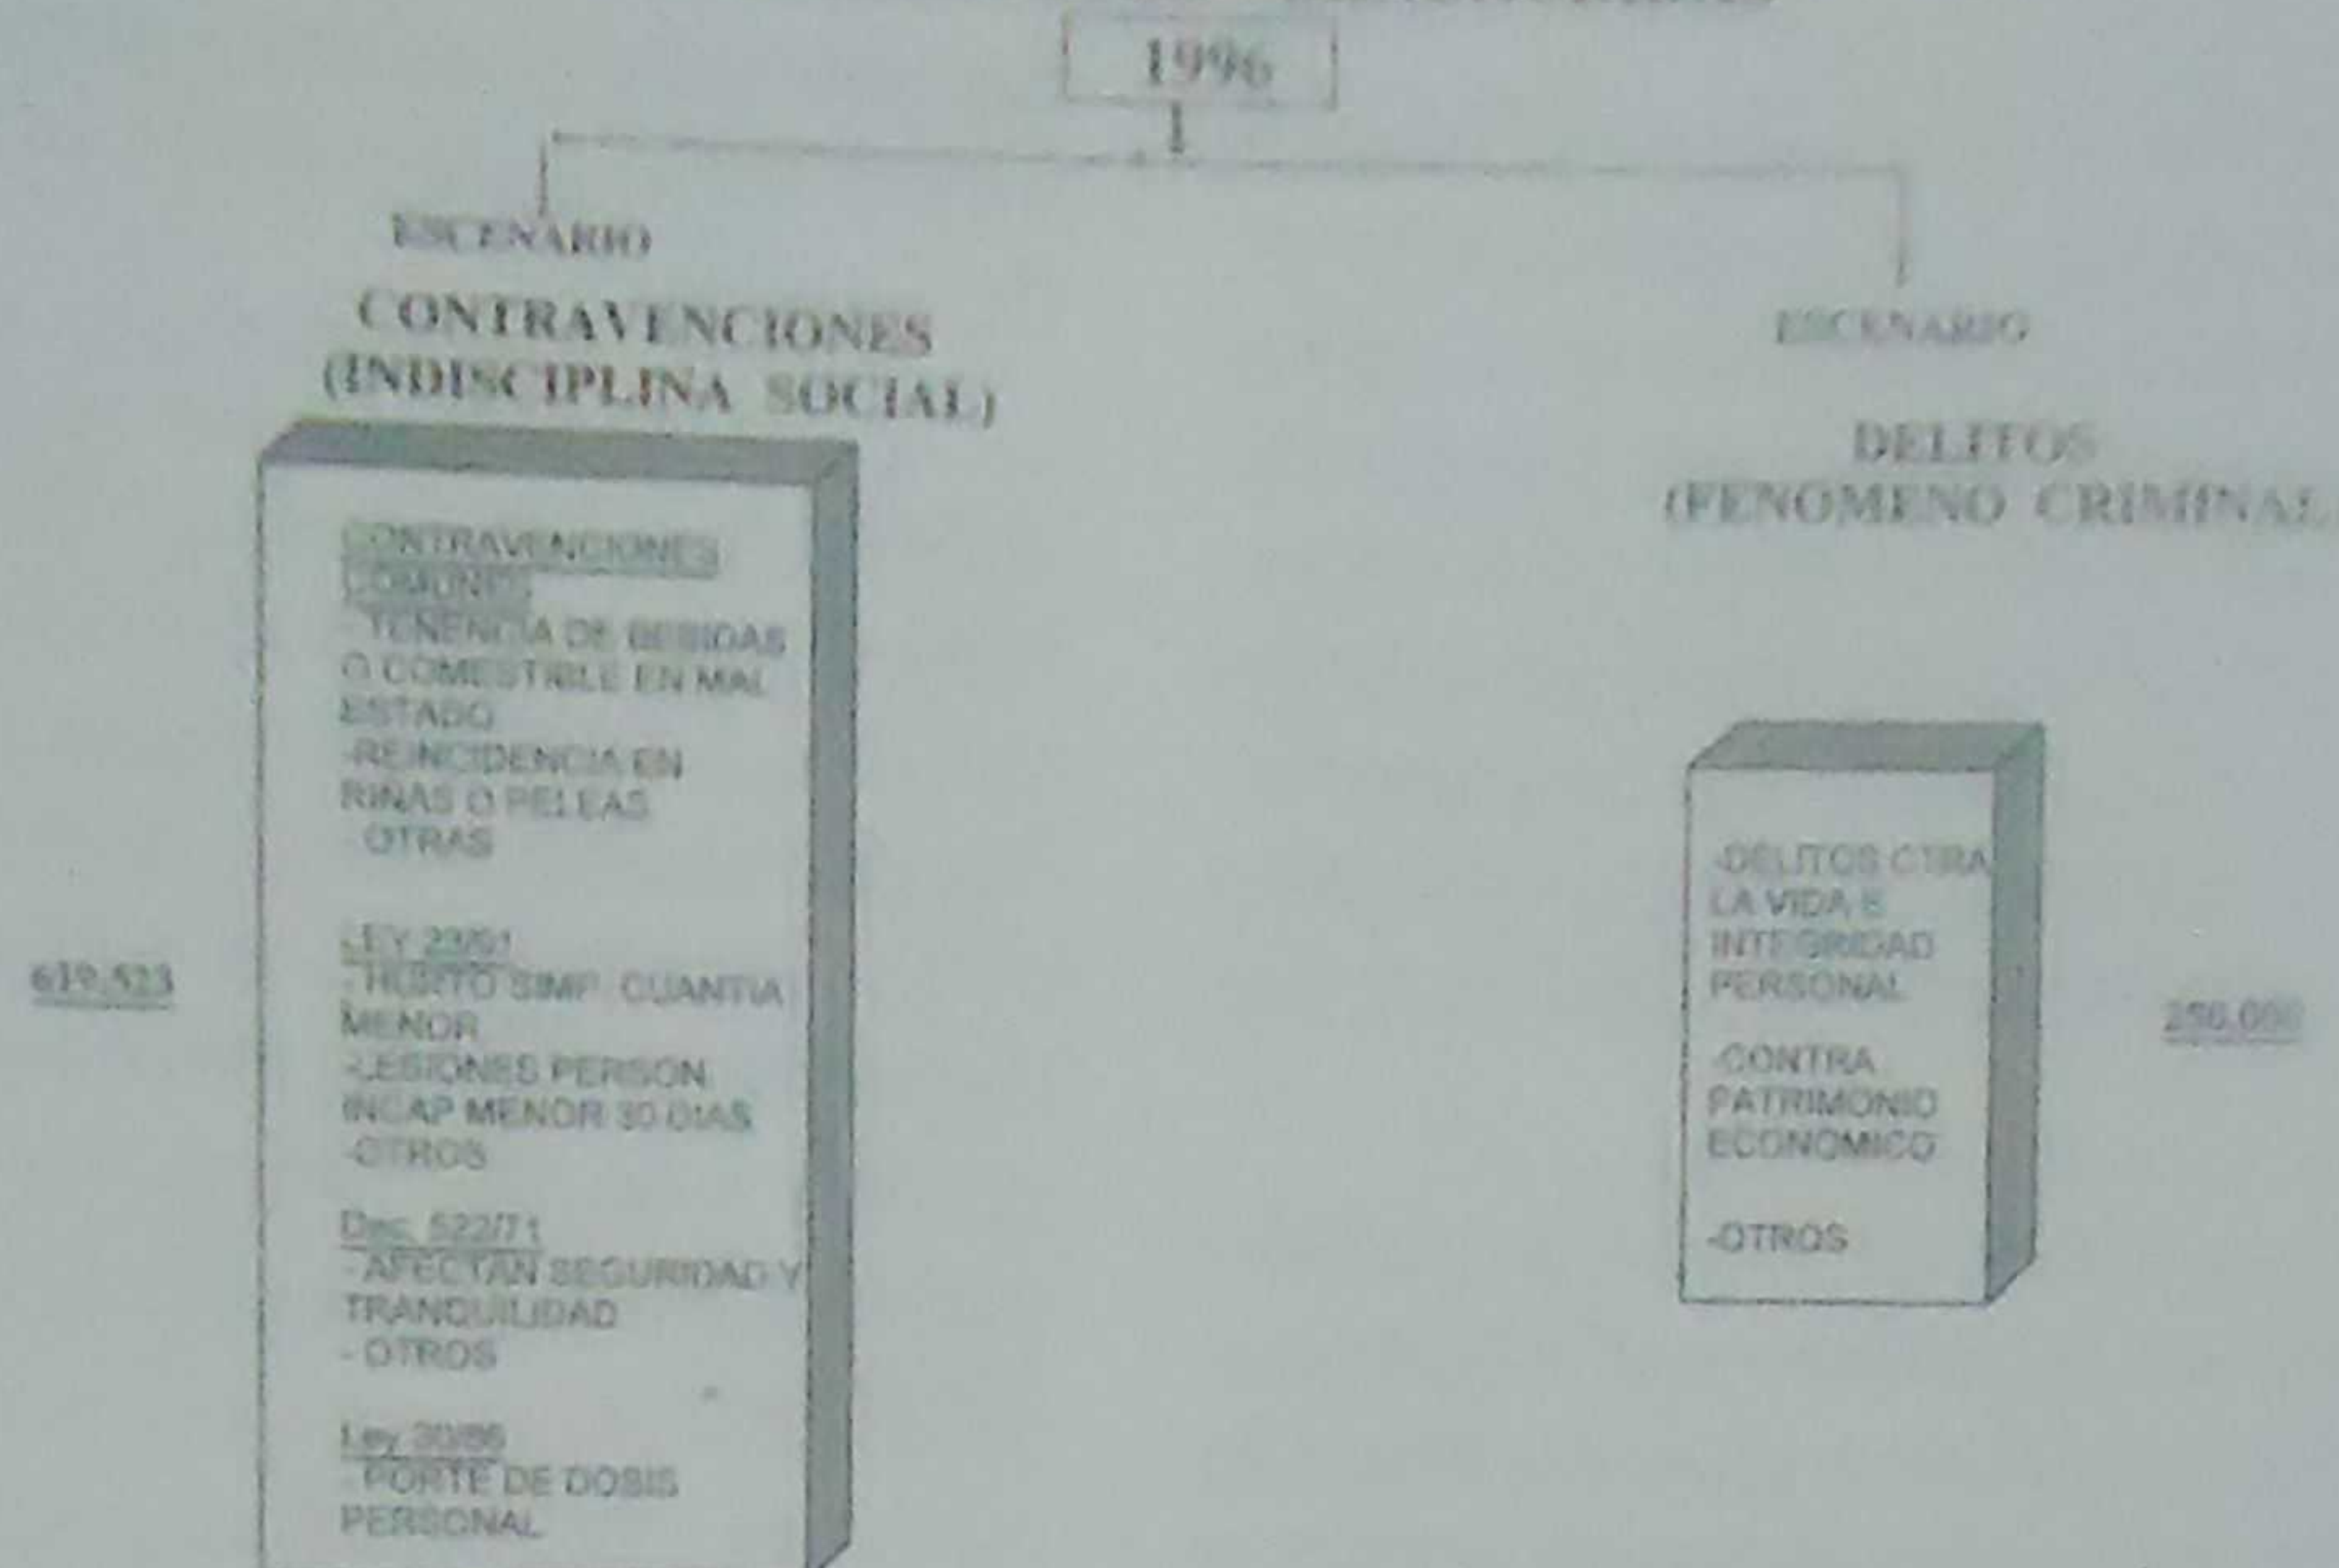 1996
ESCENARIO
CONTRAVENCIONES
(INDISCIPLINA SOCIAL)
CONTRAVENCIONES
COMUNES
- TENENCIA DE BEBIDAS
O COMESTIBLE EN MAL
ESTADO
-REINCIDENCIA EN
RIÑAS O PELEAS
- OTRAS
LEY 23/91
- HURTO SIMP. CUANTIA
MENOR
-LESIONES PERSON.
INCAP MENOR 30 DIAS
-OTROS
Dec. 522/71
- AFECTAN SEGURIDAD Y
TRANQUILIDAD
- OTROS
Ley 30/86
- PORTE DE DOSIS
PERSONAL
ESCENARIO
DELITOS
(FENOMENO CRIMINAL
-DELITOS CTRA
LA VIDA E
INTEGRIDAD
PERSONAL
-CONTRA
PATRIMONIO
ECONOMICO
-OTROS